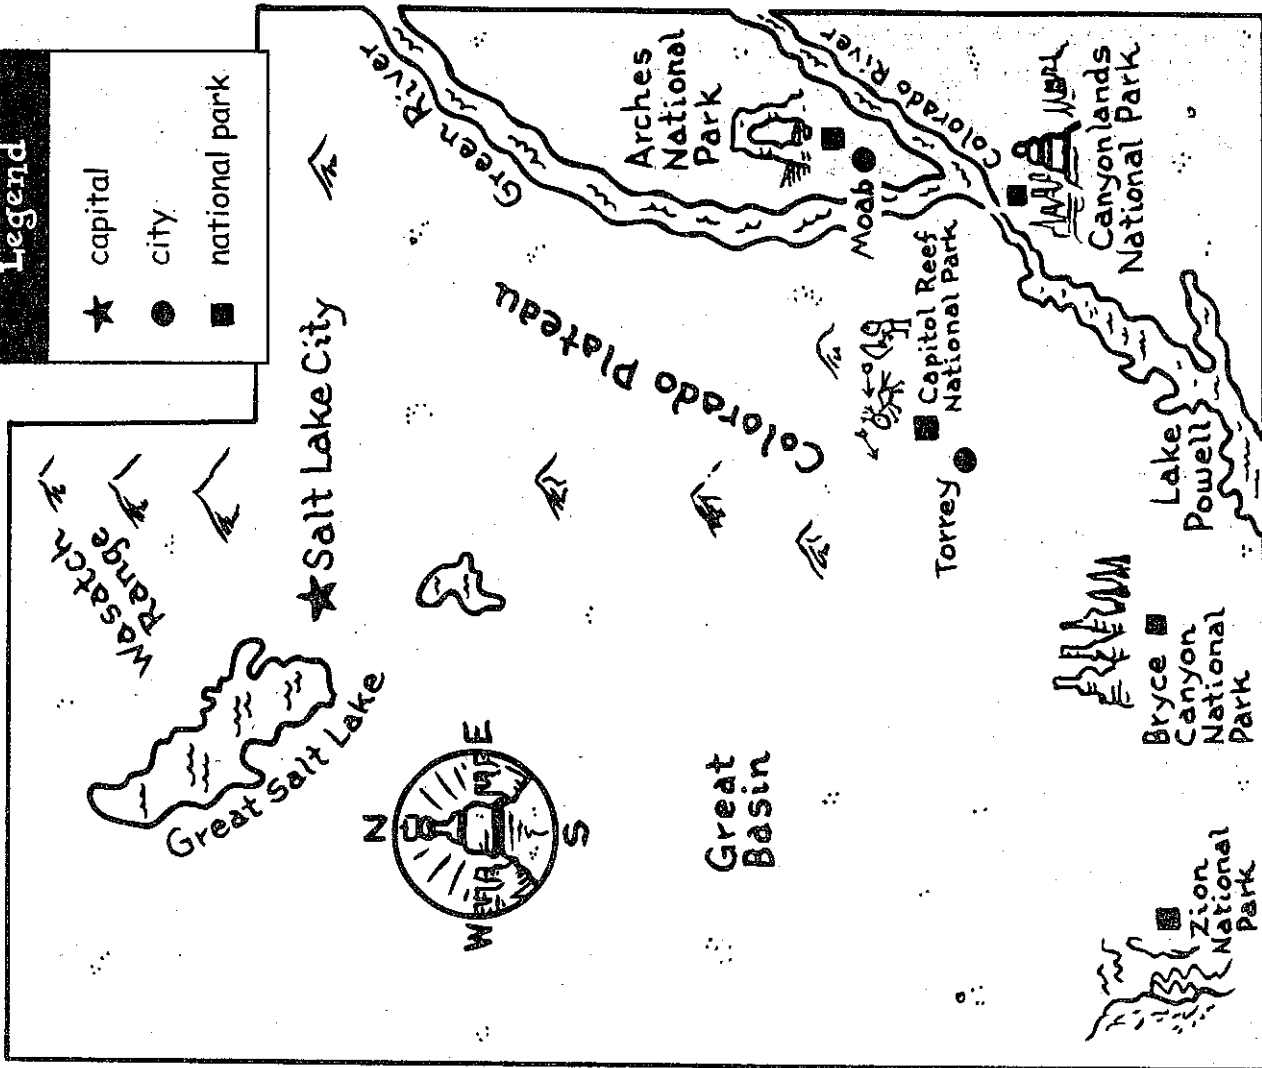 Legend
capital
city
national park
Wasatch
Range
Great Salt Lake
Salt Lake City
Green River
N
W
E
S
Colorado Plateau
Great
Basin
Arches
National
Park
Moab
Colorado River
Canyonlands
National Park
Capitol Reef
National Park
Torrey
Lake
Powell
Bryce
Canyon
National
Park
Zion
National
Park